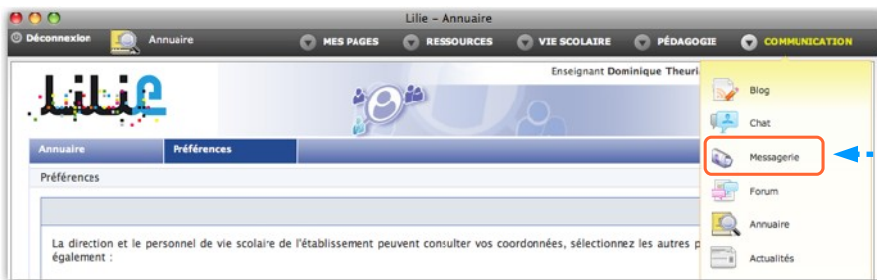 Lilie – Annuaire
Déconnexion Annuaire MES PAGES RESSOURCES VIE SCOLAIRE PÉDAGOGIE COMMUNICATION
Enseignant Dominique Theuri
Lilie
Blog
Chat
Annuaire Préférences
Messagerie
Préférences
Forum
Annuaire
La direction et le personnel de vie scolaire de l'établissement peuvent consulter vos coordonnées, sélectionnez les autres p
également :
Actualités